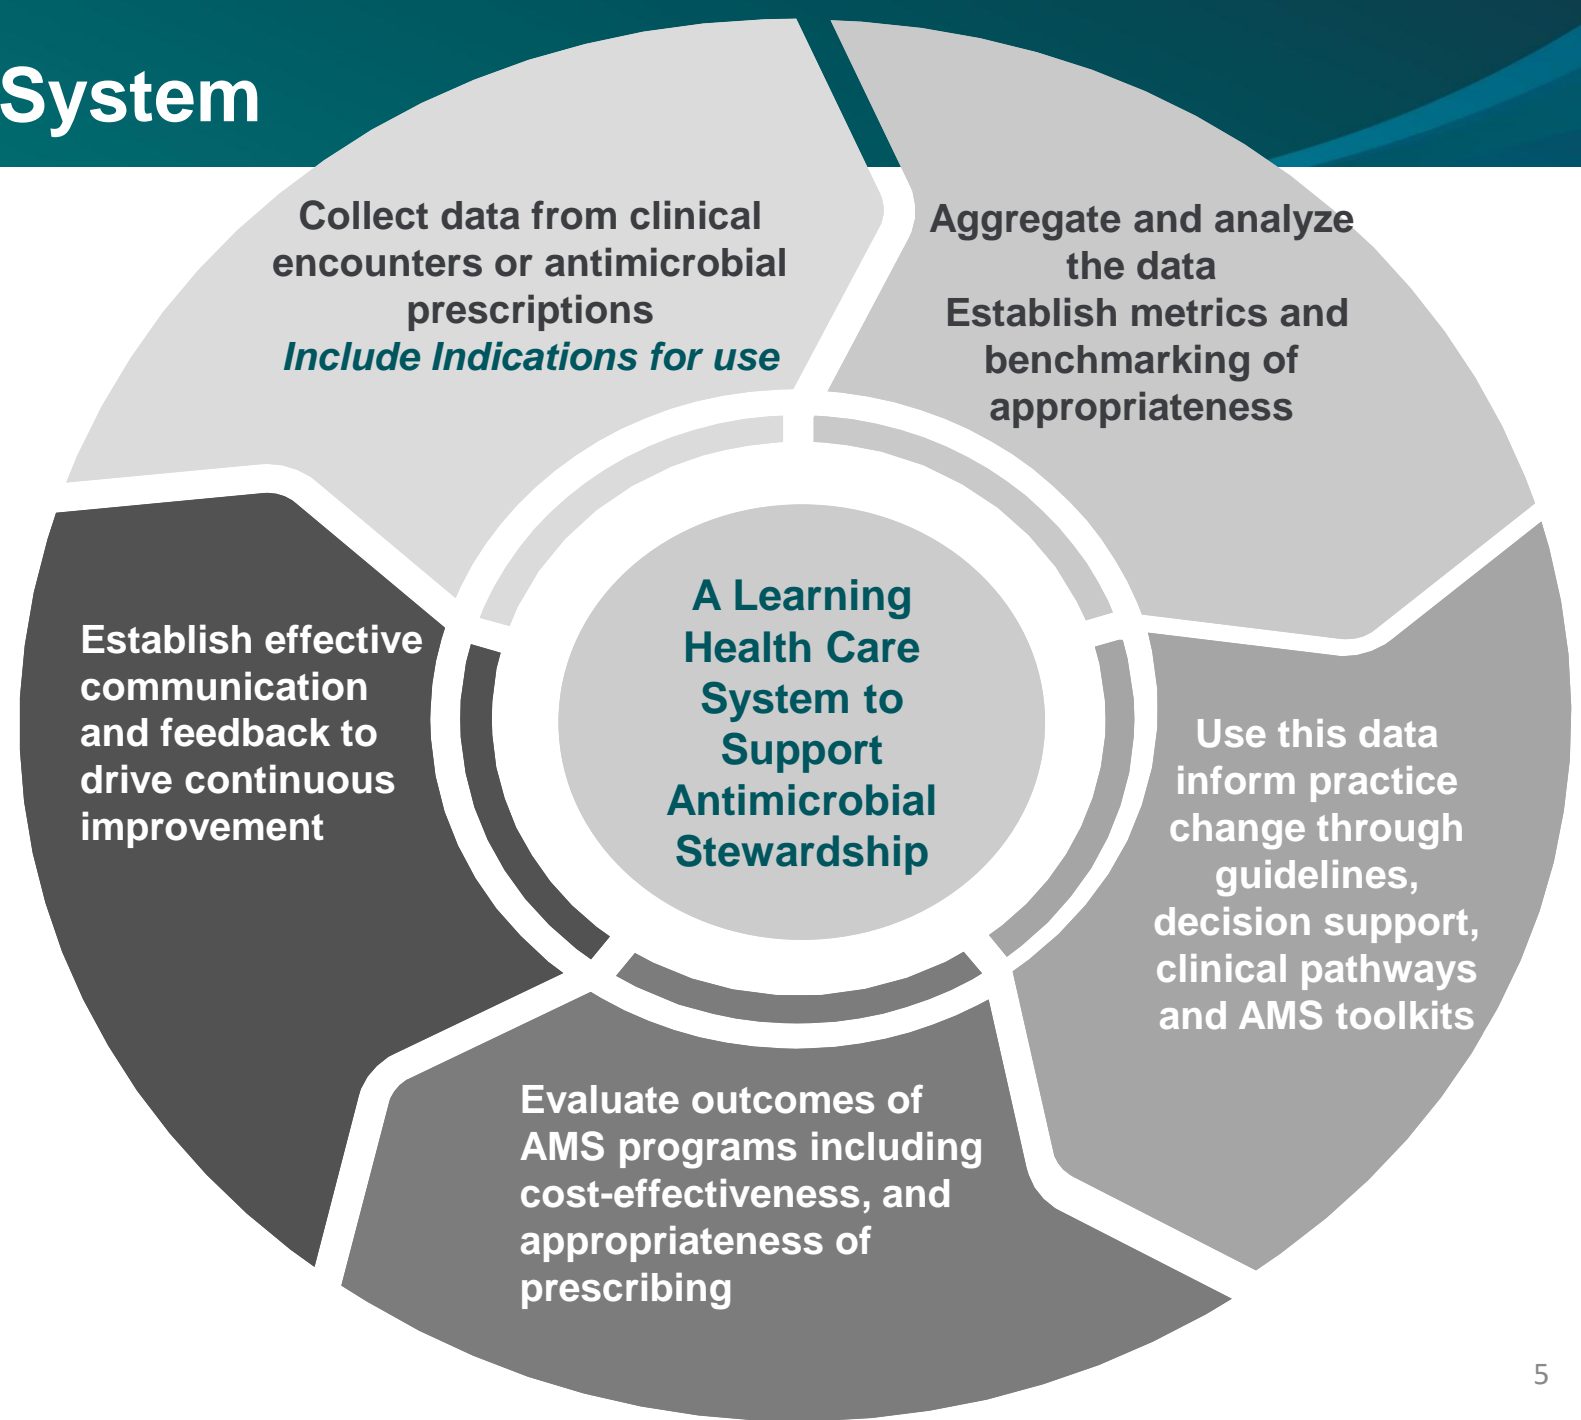 System
Collect data from clinical
encounters or antimicrobial
prescriptions
Include Indications for use
Aggregate and analyze
the data
Establish metrics and
benchmarking of
appropriateness
Use this data
inform practice
change through
guidelines,
decision support,
clinical pathways
and AMS toolkits
Evaluate outcomes of
AMS programs including
cost-effectiveness, and
appropriateness of
prescribing
Establish effective
communication
and feedback to
drive continuous
improvement
A Learning
Health Care
System to
Support
Antimicrobial
Stewardship
5